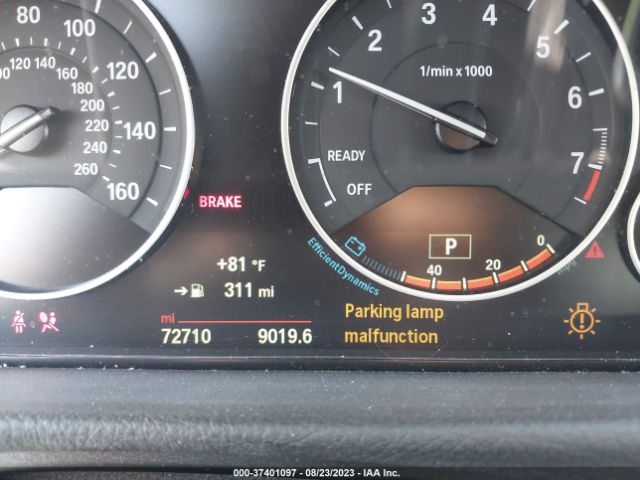 80
100
120
140
160
120 140
160
180
200
220
240
260
1
2
3
4
5
6
7
1/min x 1000
READY
OFF
BRAKE
P
40
20
0
mpg
EfficientDynamics
+81 °F
311 mi
mi
72710
9019.6
Parking lamp
malfunction
000-37401097 - 08/23/2023 - IAA Inc.